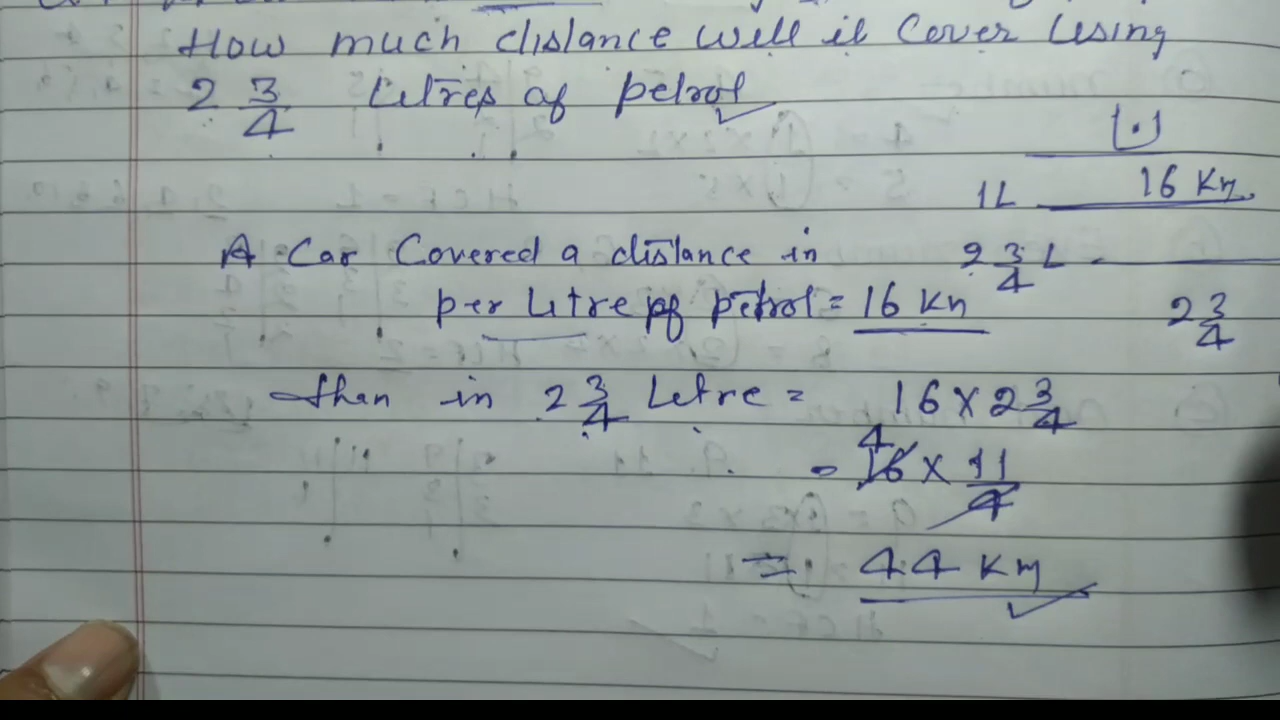 How much distance will it Cover Using
2 3/4 Litres of petrol
[.]
1L 16 Km.
A Car Covered a distance in
per Litre of petrol = 16 Km
2 3/4 L -
2 3/4
than in 2 3/4 Letre = 16 × 2 3/4
= 16 × 11/4
4
= 44 Km